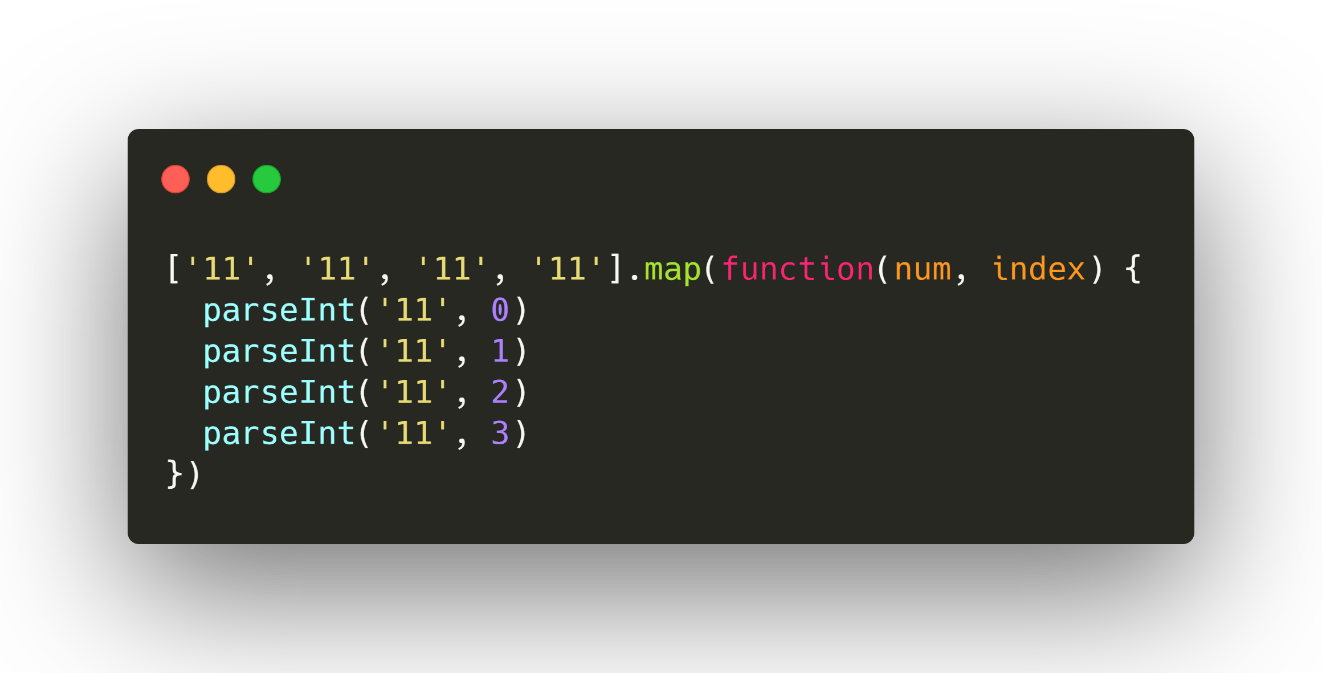 ['11', '11', '11', '11'].map(function(num, index) {
  parseInt('11', 0)
  parseInt('11', 1)
  parseInt('11', 2)
  parseInt('11', 3)
})